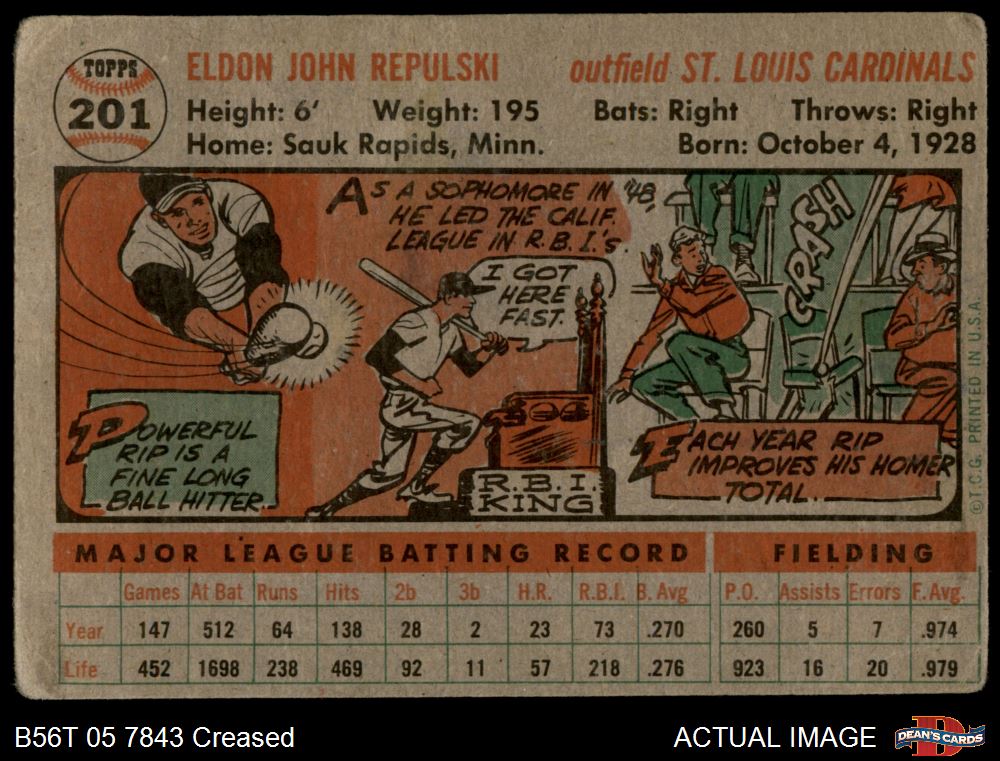 TOPPS
201
ELDON JOHN REPULSKI outfield ST. LOUIS CARDINALS
Height: 6' Weight: 195 Bats: Right Throws: Right
Home: Sauk Rapids, Minn. Born: October 4, 1928
AS A SOPHOMORE IN '48,
HE LED THE CALIF.
LEAGUE IN R.B.I.'s.
I GOT
HERE
FAST.
R.B.I.
KING
POWERFUL
RIP IS A
FINE LONG
BALL HITTER.
CRASH
EACH YEAR RIP
IMPROVES HIS HOMER
TOTAL.
©T.C.G. PRINTED IN U.S.A.
MAJOR LEAGUE BATTING RECORD FIELDING
Games At Bat Runs Hits 2b 3b H.R. R.B.I. B. Avg P.O. Assists Errors F. Avg.
Year 147 512 64 138 28 2 23 73 .270 260 5 7 .974
Life 452 1698 238 469 92 11 57 218 .276 923 16 20 .979
B56T 05 7843 Creased ACTUAL IMAGE
DEAN'S CARDS